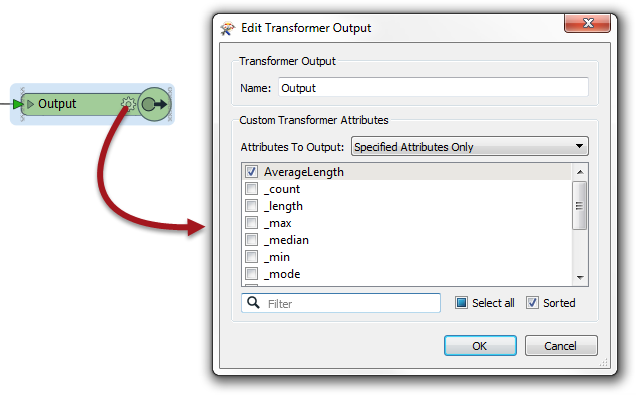 Edit Transformer Output
Transformer Output
Output
Name: Output
Custom Transformer Attributes
Attributes To Output: Specified Attributes Only
AverageLength
_count
_length
_max
_median
_min
_mode
Filter
Select all
Sorted
OK
Cancel